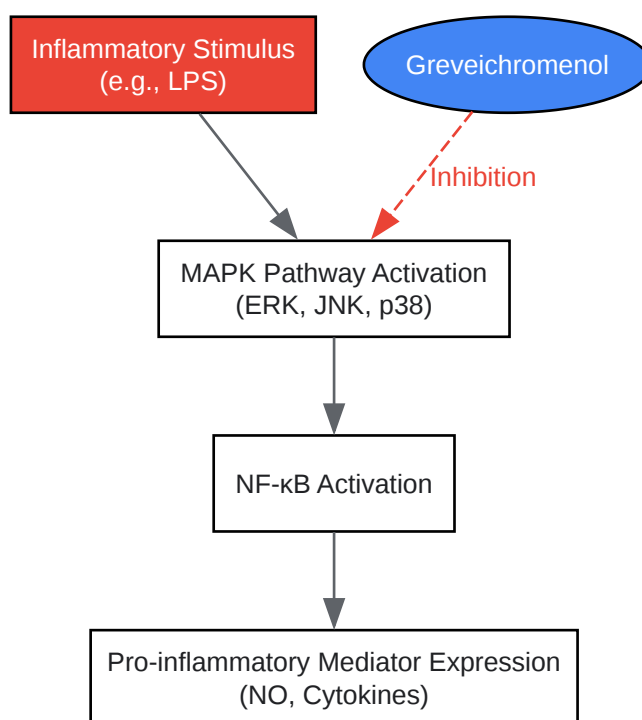 Inflammatory Stimulus
(e.g., LPS)
Greveichromenol
Inhibition
MAPK Pathway Activation
(ERK, JNK, p38)
NF-κB Activation
Pro-inflammatory Mediator Expression
(NO, Cytokines)